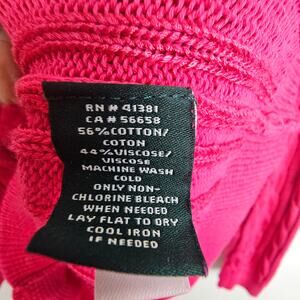 RN # 41381
CA # 56658
56% COTTON/
COTON
44% VISCOSE/
VISCOSE
MACHINE WASH
COLD
ONLY NON-
CHLORINE BLEACH
WHEN NEEDED
LAY FLAT TO DRY
COOL IRON
IF NEEDED